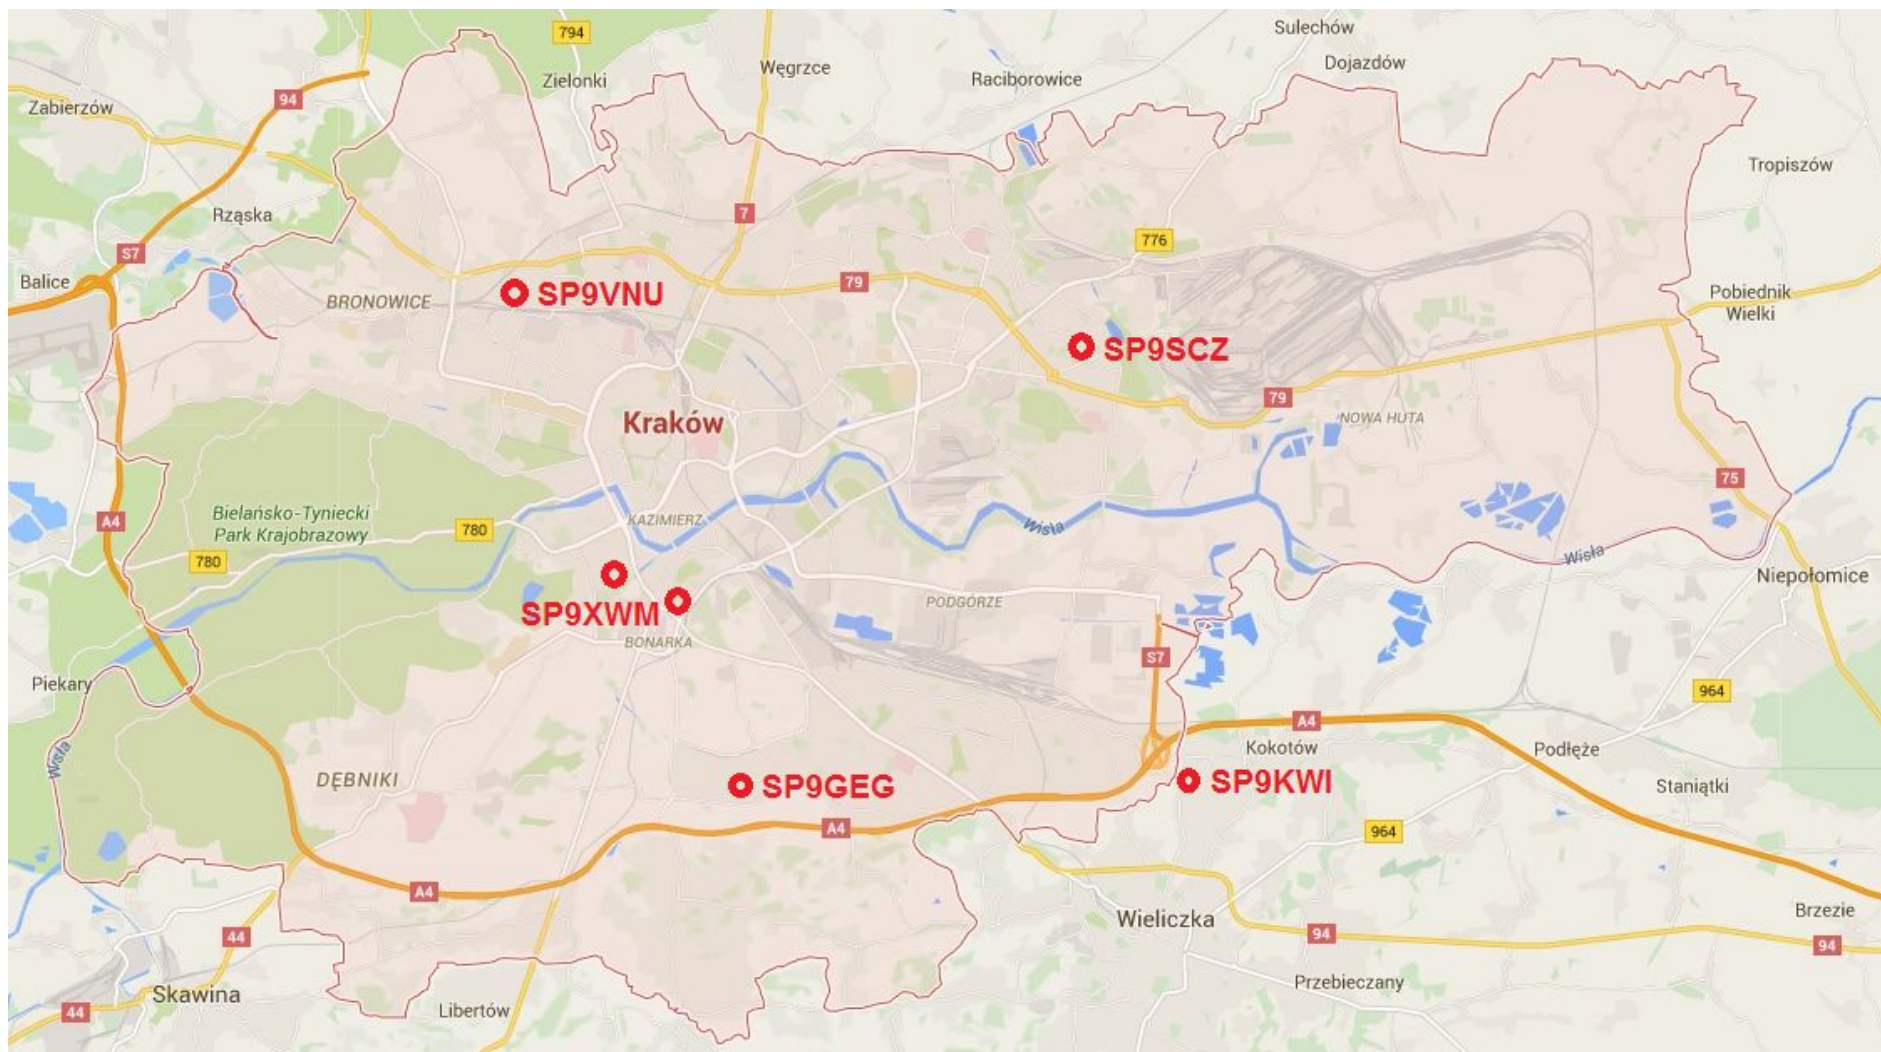 Sulechów
794
Węgrzce
Dojazdów
Zielonki
Raciborowice
94
Zabierzów
Tropiszów
Rząska
7
776
S7
Balice
79
BRONOWICE
SP9VNU
Pobiednik
Wielki
SP9SCZ
79
Kraków
NOWA HUTA
75
Bielańsko-Tyniecki
Park Krajobrazowy
A4
780
KAZIMIERZ
Wisła
780
Wisła
Niepołomice
SP9XWM
PODGÓRZE
BONARKA
S7
Piekary
964
A4
Kokotów
Podłęże
Wisła
DĘBNIKI
SP9GEG
SP9KWI
Staniątki
A4
964
A4
Brzezie
Wieliczka
44
94
94
Skawina
Przebieczany
44
Libertów